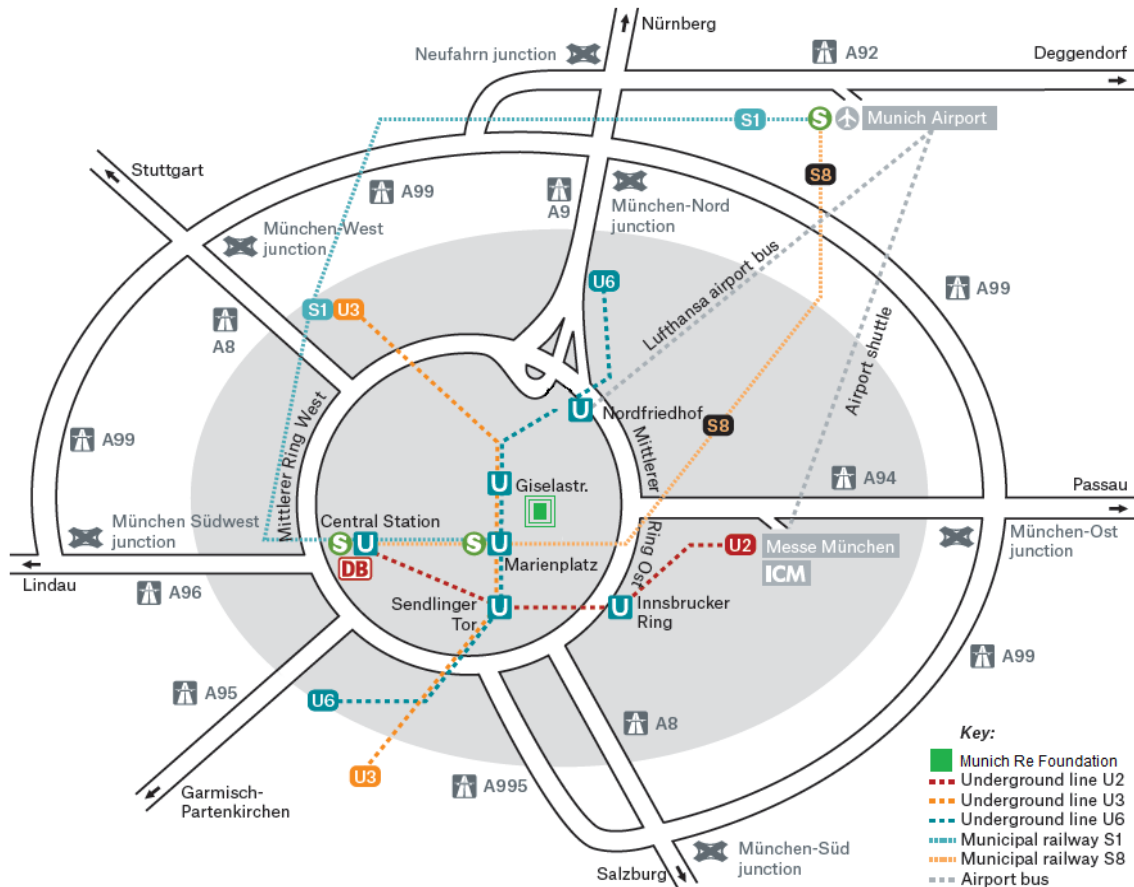 Nürnberg
Neufahrn junction
A92
Deggendorf
S1
S
Munich Airport
Stuttgart
S8
A99
A9
München-Nord
junction
München-West
junction
U6
Lufthansa airport bus
A99
S1
U3
A8
Airport shuttle
Nordfriedhof
U
S8
A99
Mittlerer Ring West
Mittlerer
Ring Ost
U
Giselastr.
A94
Passau
München Südwest
junction
Central Station
S
U
DB
S
U
Marienplatz
U2
Messe München
ICM
München-Ost
junction
Lindau
A96
Sendlinger
Tor
U
U
Innsbrucker
Ring
A99
A95
U6
A8
U3
A995
Garmisch-
Partenkirchen
München-Süd
junction
Salzburg
Key:
Munich Re Foundation
Underground line U2
Underground line U3
Underground line U6
Municipal railway S1
Municipal railway S8
Airport bus